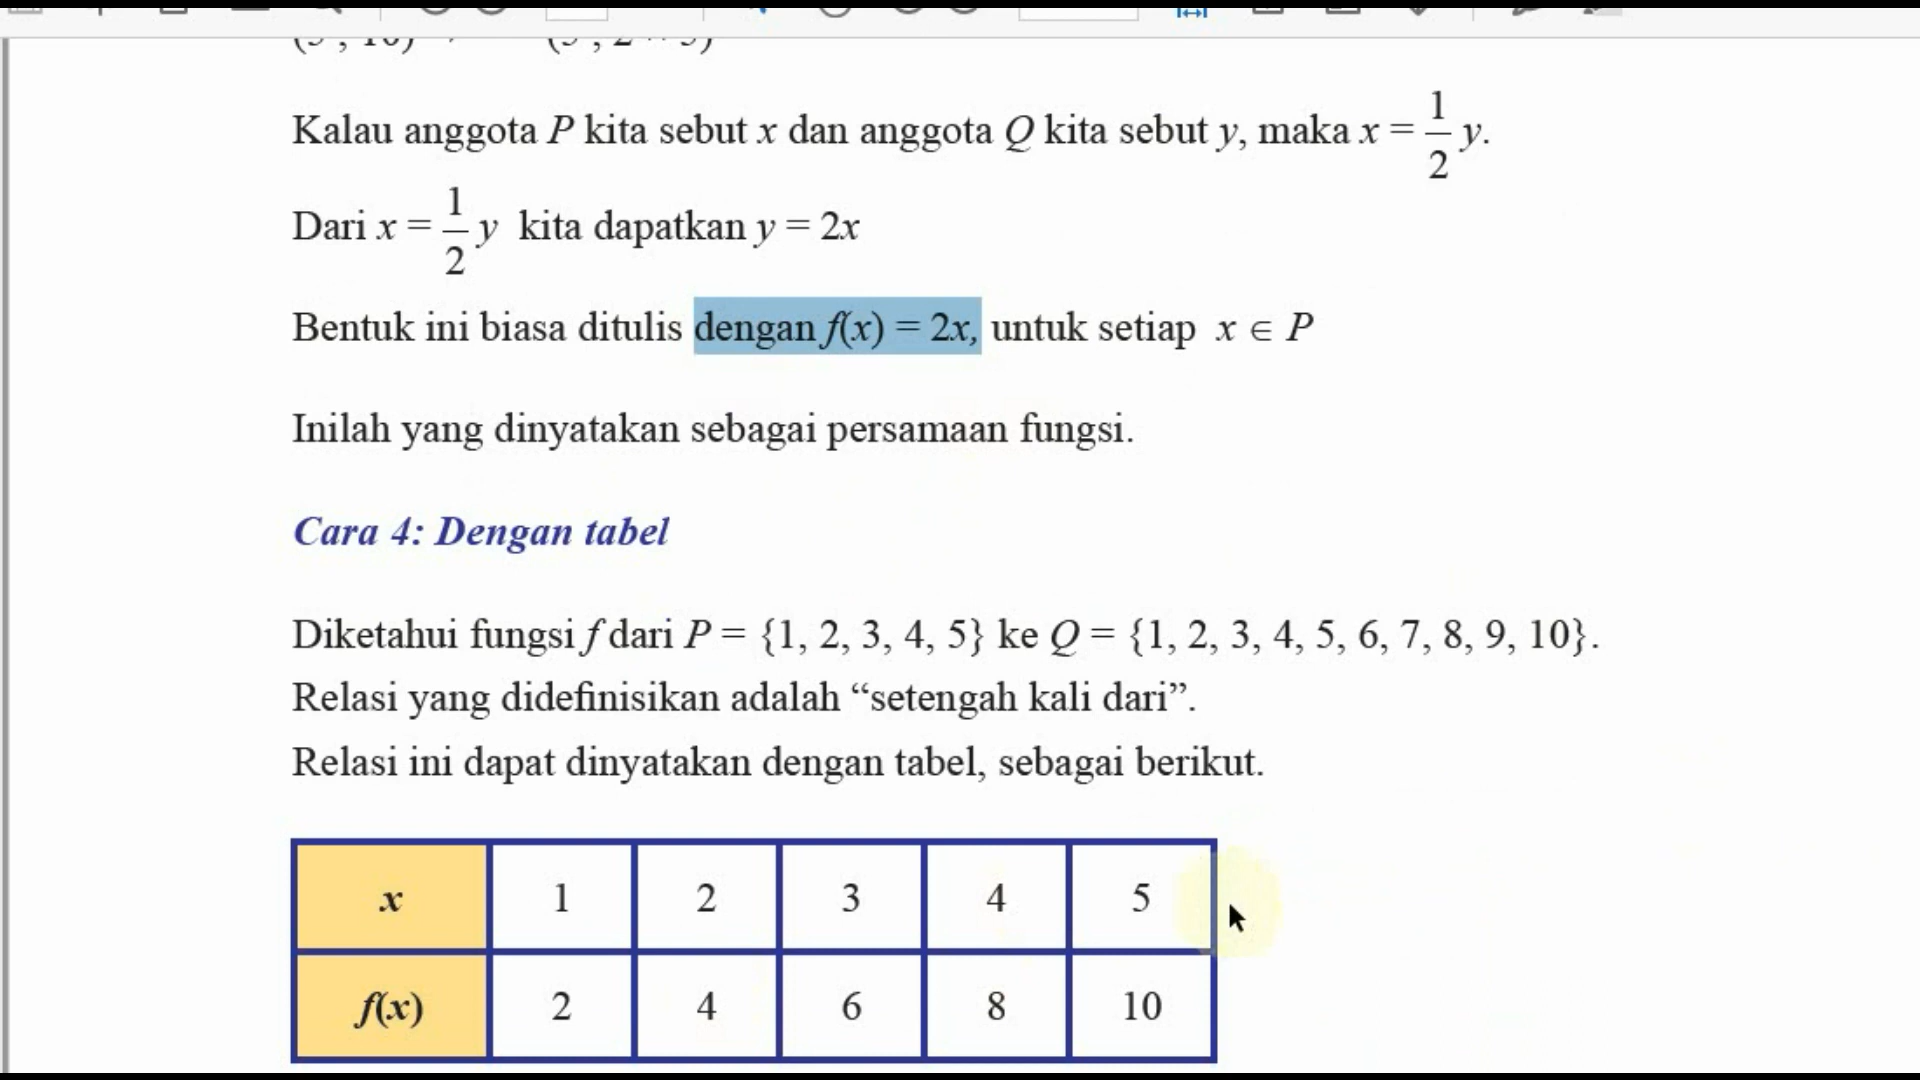 Kalau anggota P kita sebut x dan anggota Q kita sebut y, maka x = 1/2 y.
Dari x = 1/2 y kita dapatkan y = 2x
Bentuk ini biasa ditulis dengan f(x) = 2x, untuk setiap x ∈ P
Inilah yang dinyatakan sebagai persamaan fungsi.
Cara 4: Dengan tabel
Diketahui fungsi f dari P = {1, 2, 3, 4, 5} ke Q = {1, 2, 3, 4, 5, 6, 7, 8, 9, 10}.
Relasi yang didefinisikan adalah “setengah kali dari”.
Relasi ini dapat dinyatakan dengan tabel, sebagai berikut.
x 1 2 3 4 5
f(x) 2 4 6 8 10